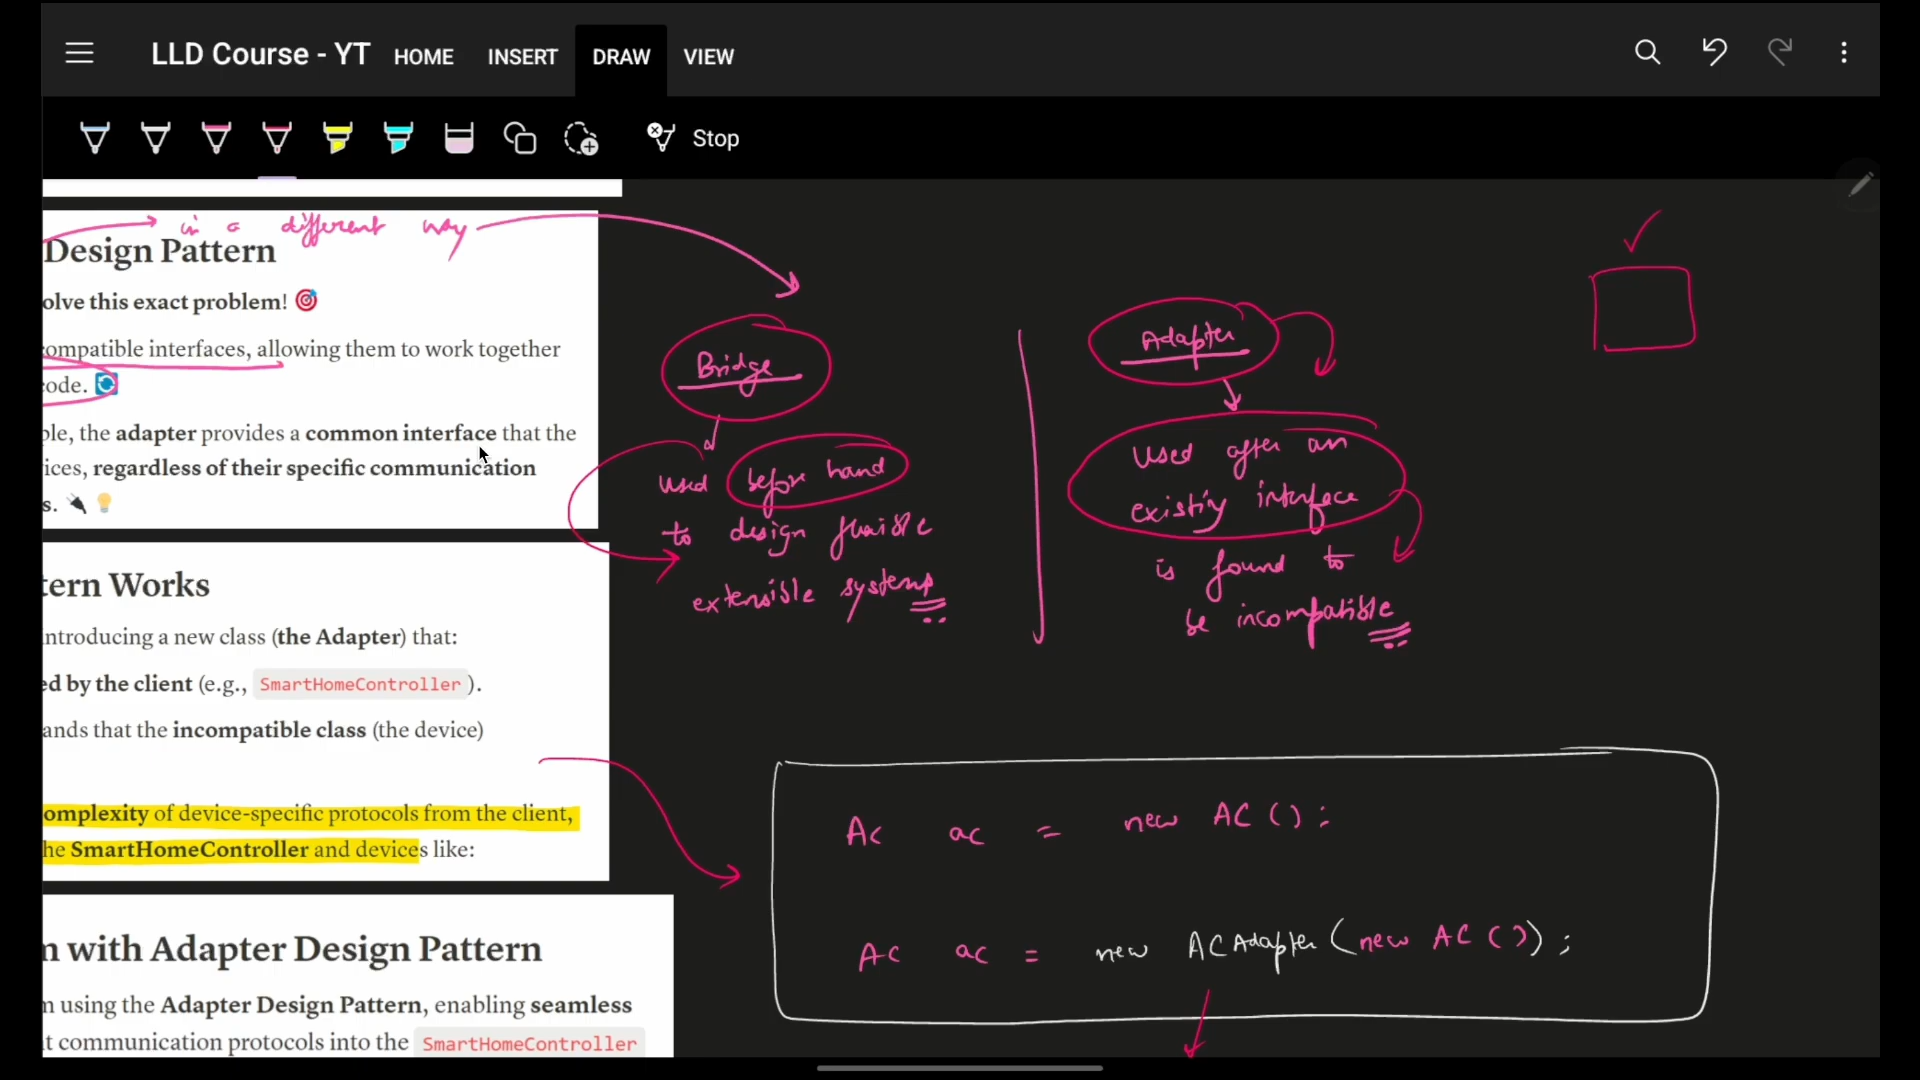 LLD Course - YT HOME INSERT DRAW VIEW
Stop
in a different way
Design Pattern
olve this exact problem! 🎯
ompatible interfaces, allowing them to work together
ode. 🔄
ple, the adapter provides a common interface that the
ices, regardless of their specific communication
s. 🔌 💡
tern Works
introducing a new class (the Adapter) that:
ed by the client (e.g., SmartHomeController ).
ands that the incompatible class (the device)
omplexity of device-specific protocols from the client,
he SmartHomeController and devices like:
n with Adapter Design Pattern
n using the Adapter Design Pattern, enabling seamless
t communication protocols into the SmartHomeController
Bridge
used before hand
to design flexible
extensible systems
Adapter
Used after an
existing interface
is found to
be incompatible
AC ac = new AC();
AC ac = new ACAdapter(new AC());